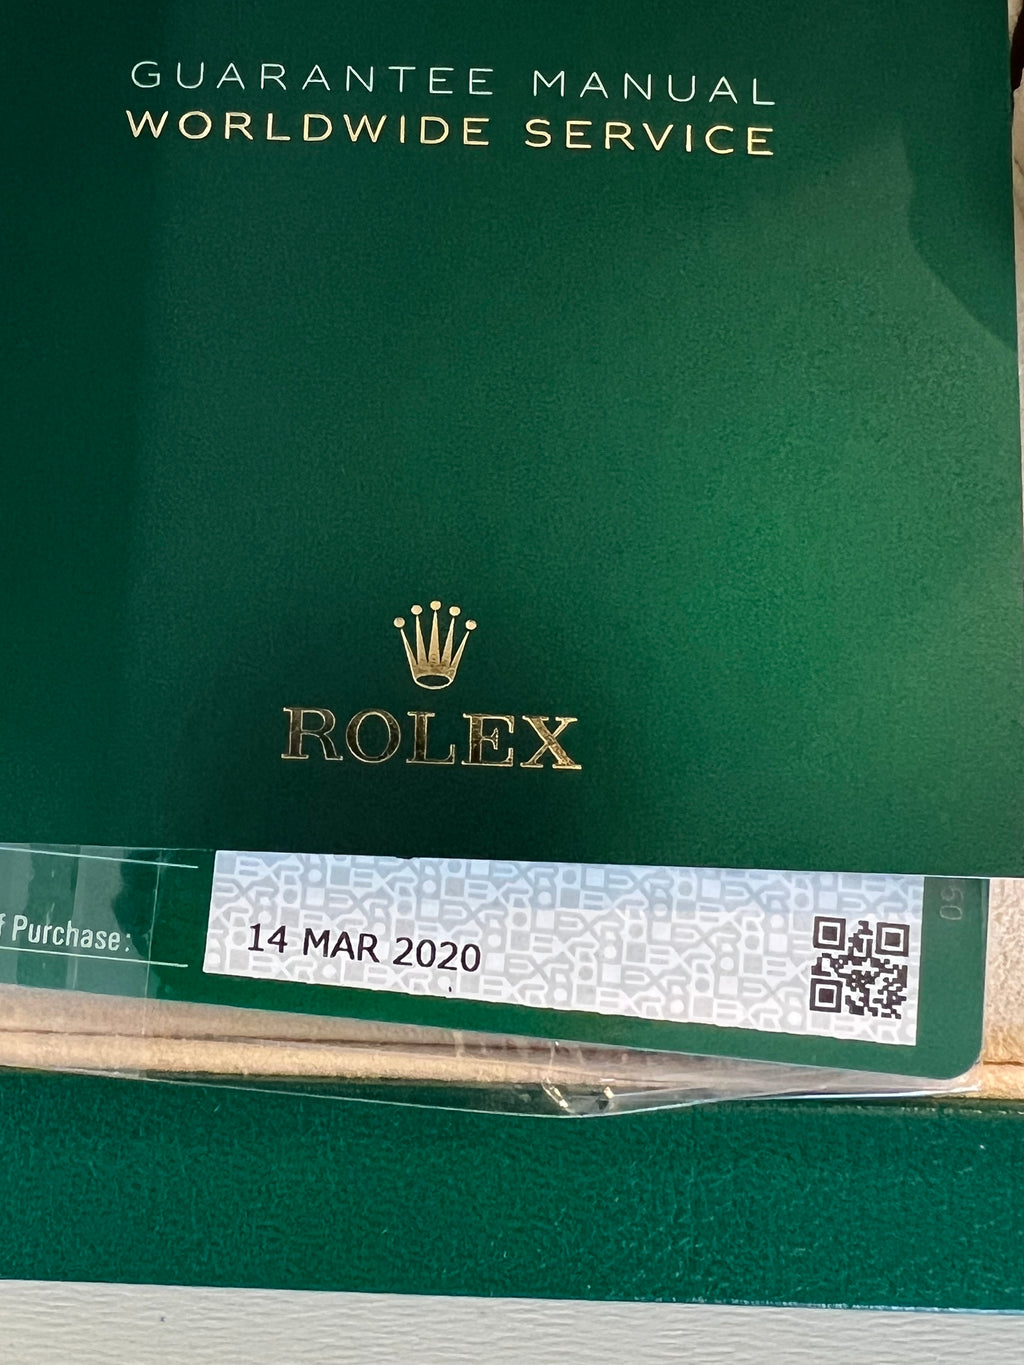 GUARANTEE MANUAL
WORLDWIDE SERVICE
ROLEX
Purchase:
14 MAR 2020